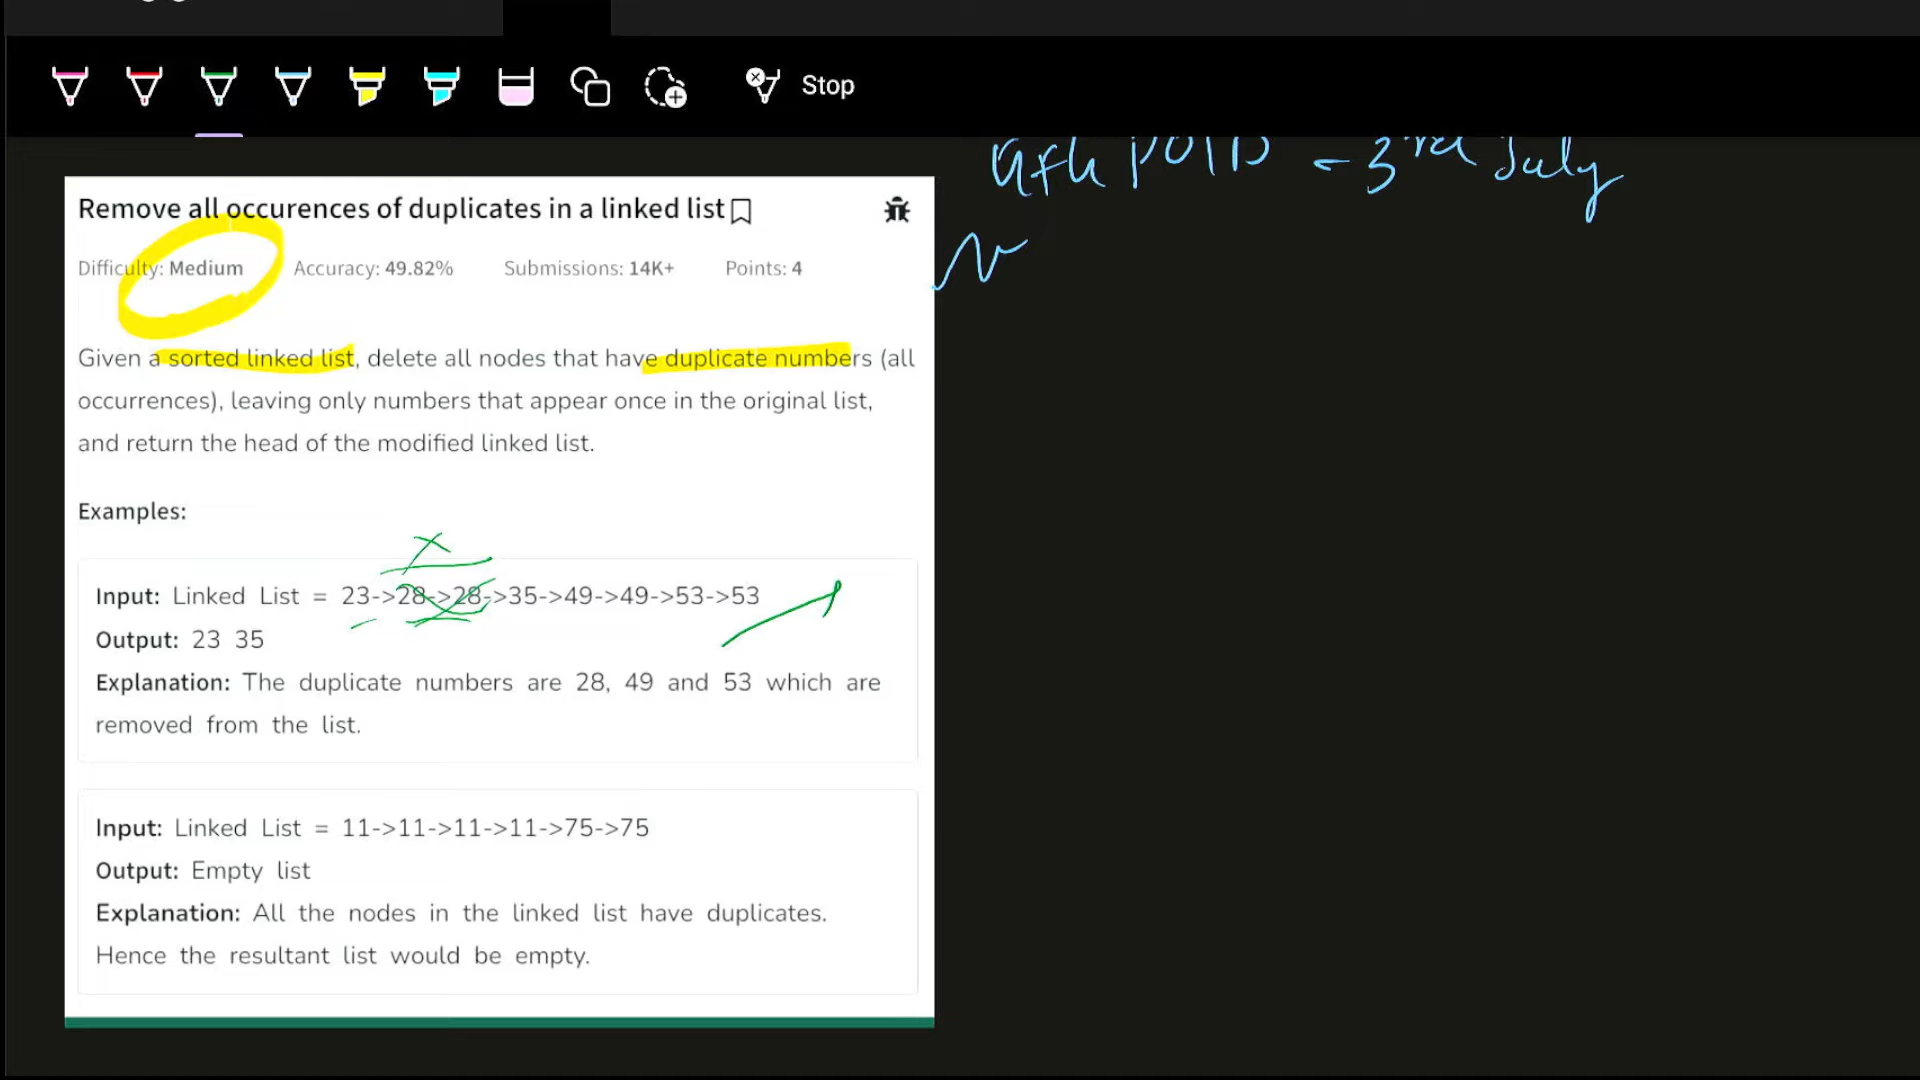 Stop
GFG POTD - 3rd July
Remove all occurences of duplicates in a linked list
Difficulty: Medium Accuracy: 49.82% Submissions: 14K+ Points: 4
Given a sorted linked list, delete all nodes that have duplicate numbers (all
occurrences), leaving only numbers that appear once in the original list,
and return the head of the modified linked list.
Examples:
Input: Linked List = 23->28->28->35->49->49->53->53
Output: 23 35
Explanation: The duplicate numbers are 28, 49 and 53 which are
removed from the list.
Input: Linked List = 11->11->11->11->75->75
Output: Empty list
Explanation: All the nodes in the linked list have duplicates.
Hence the resultant list would be empty.